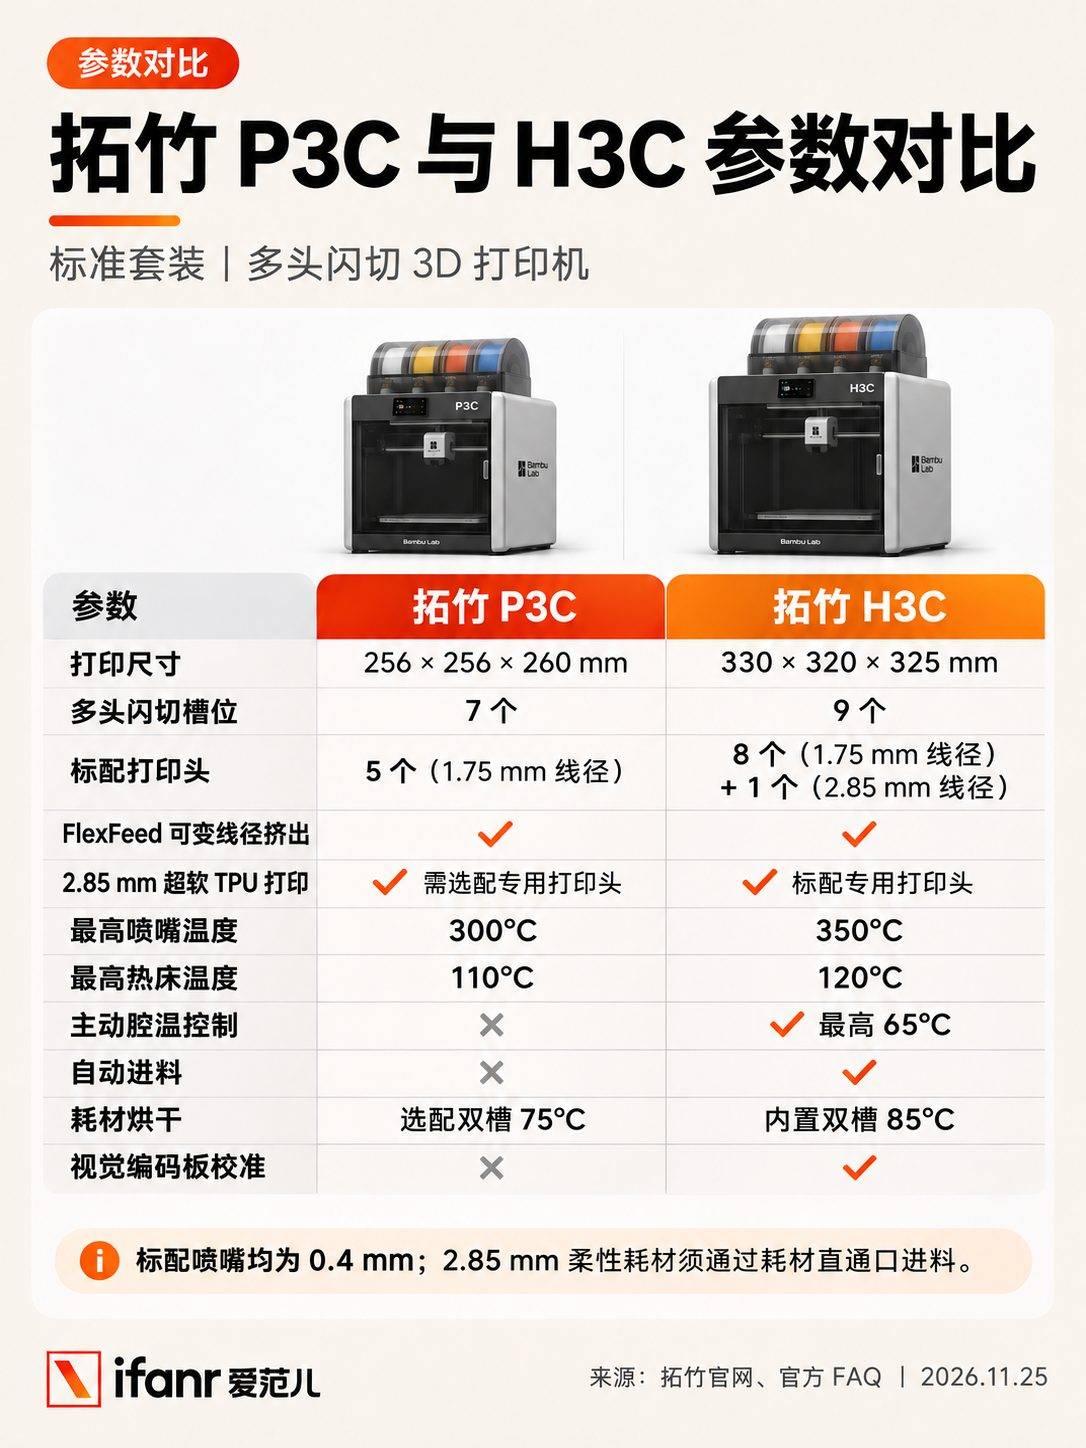 参数对比
拓竹 P3C 与 H3C 参数对比
标准套装｜多头闪切 3D 打印机
P3C
Bambu Lab
Bambu Lab
H3C
Bambu Lab
Bambu Lab
参数 拓竹 P3C 拓竹 H3C
打印尺寸 256 × 256 × 260 mm 330 × 320 × 325 mm
多头闪切槽位 7 个 9 个
标配打印头 5 个（1.75 mm 线径） 8 个（1.75 mm 线径）
+ 1 个（2.85 mm 线径）
FlexFeed 可变线径挤出 ✓ ✓
2.85 mm 超软 TPU 打印 ✓ 需选配专用打印头 ✓ 标配专用打印头
最高喷嘴温度 300°C 350°C
最高热床温度 110°C 120°C
主动腔温控制 ✕ ✓ 最高 65°C
自动进料 ✕ ✓
耗材烘干 选配双槽 75°C 内置双槽 85°C
视觉编码板校准 ✕ ✓
标配喷嘴均为 0.4 mm；2.85 mm 柔性耗材须通过耗材直通口进料。
ifanr 爱范儿
来源：拓竹官网、官方 FAQ ｜ 2026.11.25